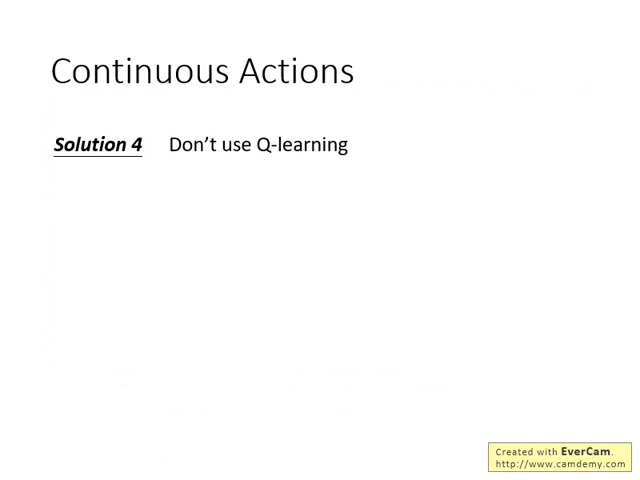 Continuous Actions
Solution 4 Don’t use Q-learning
Created with EverCam.
http://www.camdemy.com